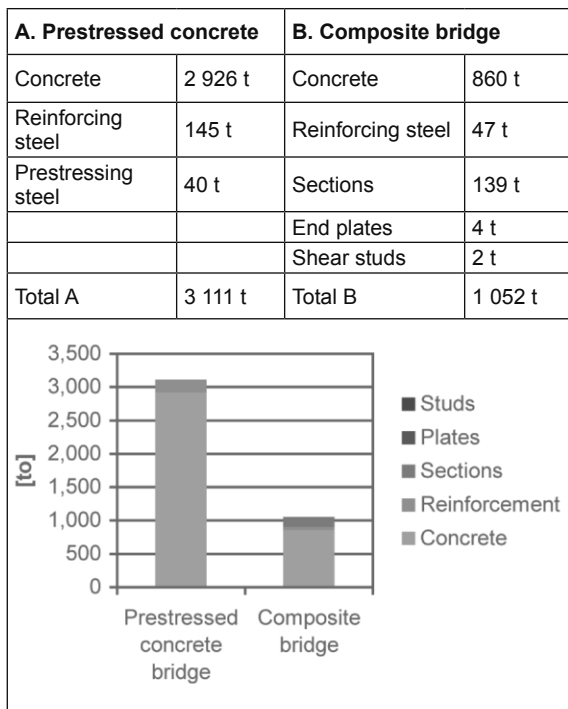 A. Prestressed concrete B. Composite bridge
Concrete 2 926 t Concrete 860 t
Reinforcing
steel 145 t Reinforcing steel 47 t
Prestressing
steel 40 t Sections 139 t
End plates 4 t
Shear studs 2 t
Total A 3 111 t Total B 1 052 t
3,500
3,000
2,500
2,000
1,500
1,000
500
0
[to]
Prestressed
concrete
bridge
Composite
bridge
Studs
Plates
Sections
Reinforcement
Concrete